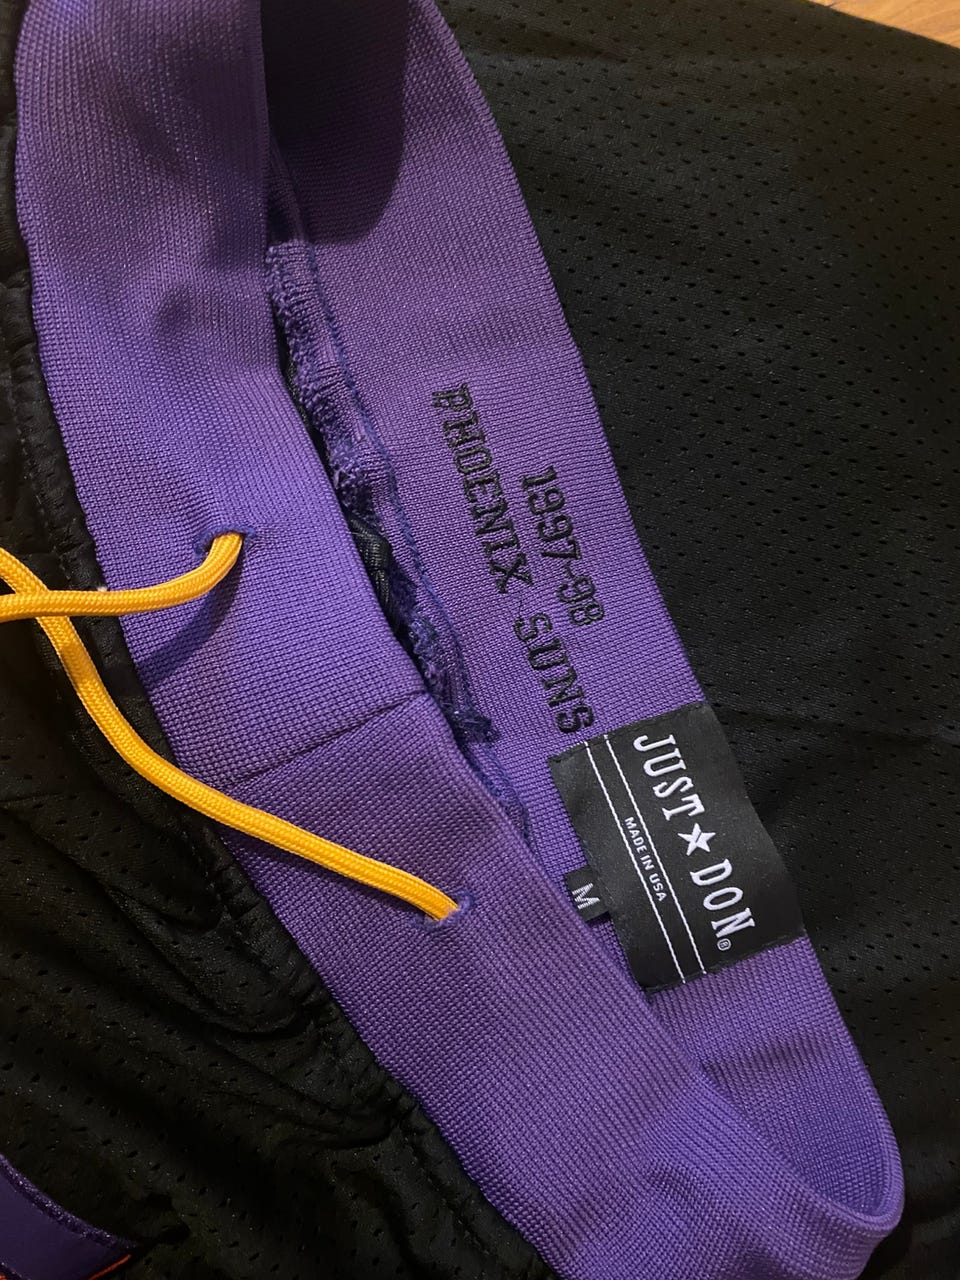 1997-98
PHOENIX SUNS
JUST★DON®
MADE IN USA
M